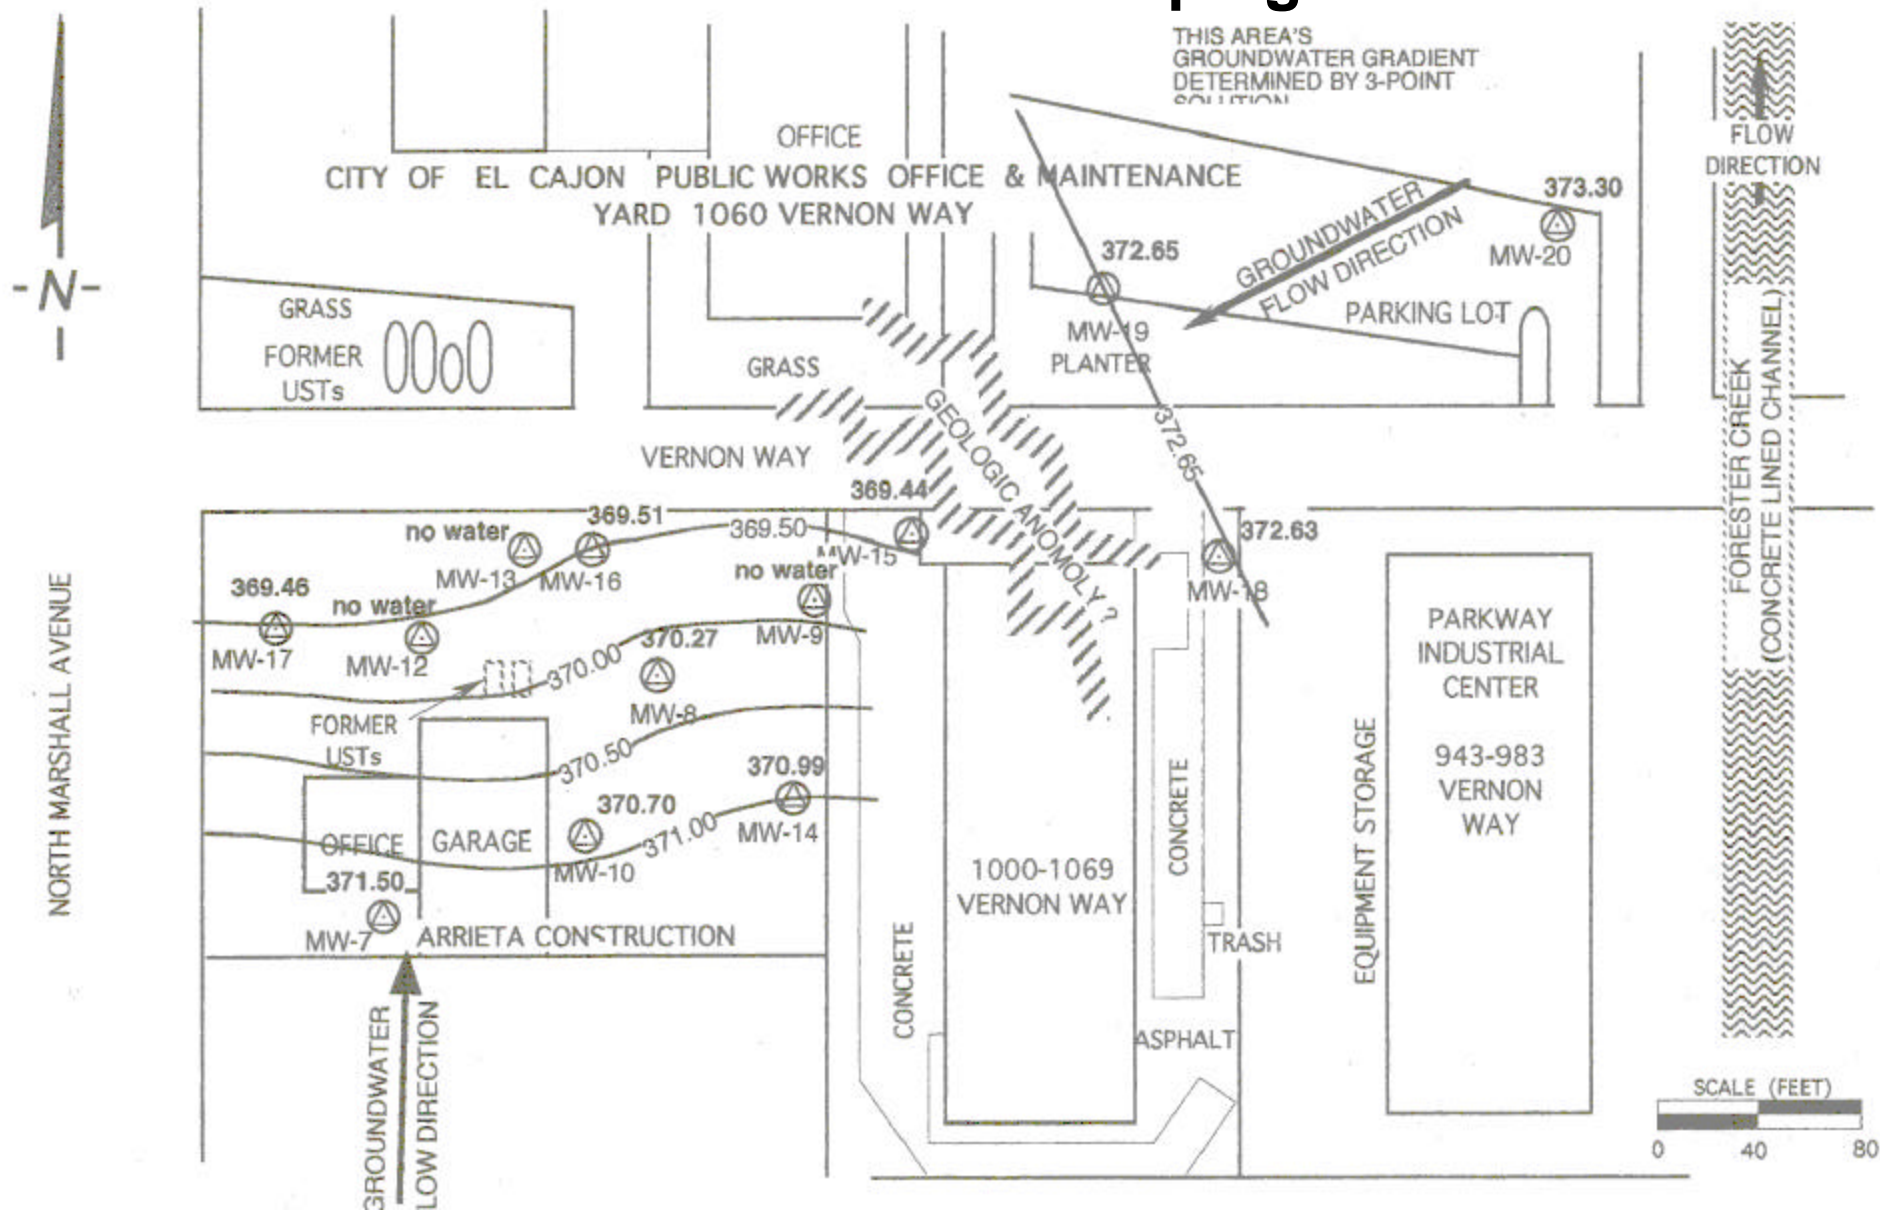 THIS AREA'S
GROUNDWATER GRADIENT
DETERMINED BY 3-POINT
SOLUTION
OFFICE
CITY OF EL CAJON PUBLIC WORKS OFFICE & MAINTENANCE
YARD 1060 VERNON WAY
FLOW
DIRECTION
373.30
MW-20
372.65
MW-19
PLANTER
GROUNDWATER
FLOW DIRECTION
PARKING LOT
-N-
GRASS
FORMER
USTs
GRASS
VERNON WAY
GEOLOGIC ANOMOLY?
372.65
FORESTER CREEK
(CONCRETE LINED CHANNEL)
369.44
MW-15
369.51
369.50
no water
MW-13
MW-16
no water
MW-9
372.63
MW-18
369.46
MW-17
no water
MW-12
370.00
370.27
MW-8
FORMER
USTs
370.50
370.99
MW-14
370.70
MW-10
371.00
OFFICE
GARAGE
371.50
MW-7
ARRIETA CONSTRUCTION
NORTH MARSHALL AVENUE
GROUNDWATER
LOW DIRECTION
CONCRETE
1000-1069
VERNON WAY
CONCRETE
TRASH
ASPHALT
EQUIPMENT STORAGE
PARKWAY
INDUSTRIAL
CENTER
943-983
VERNON
WAY
SCALE (FEET)
0 40 80